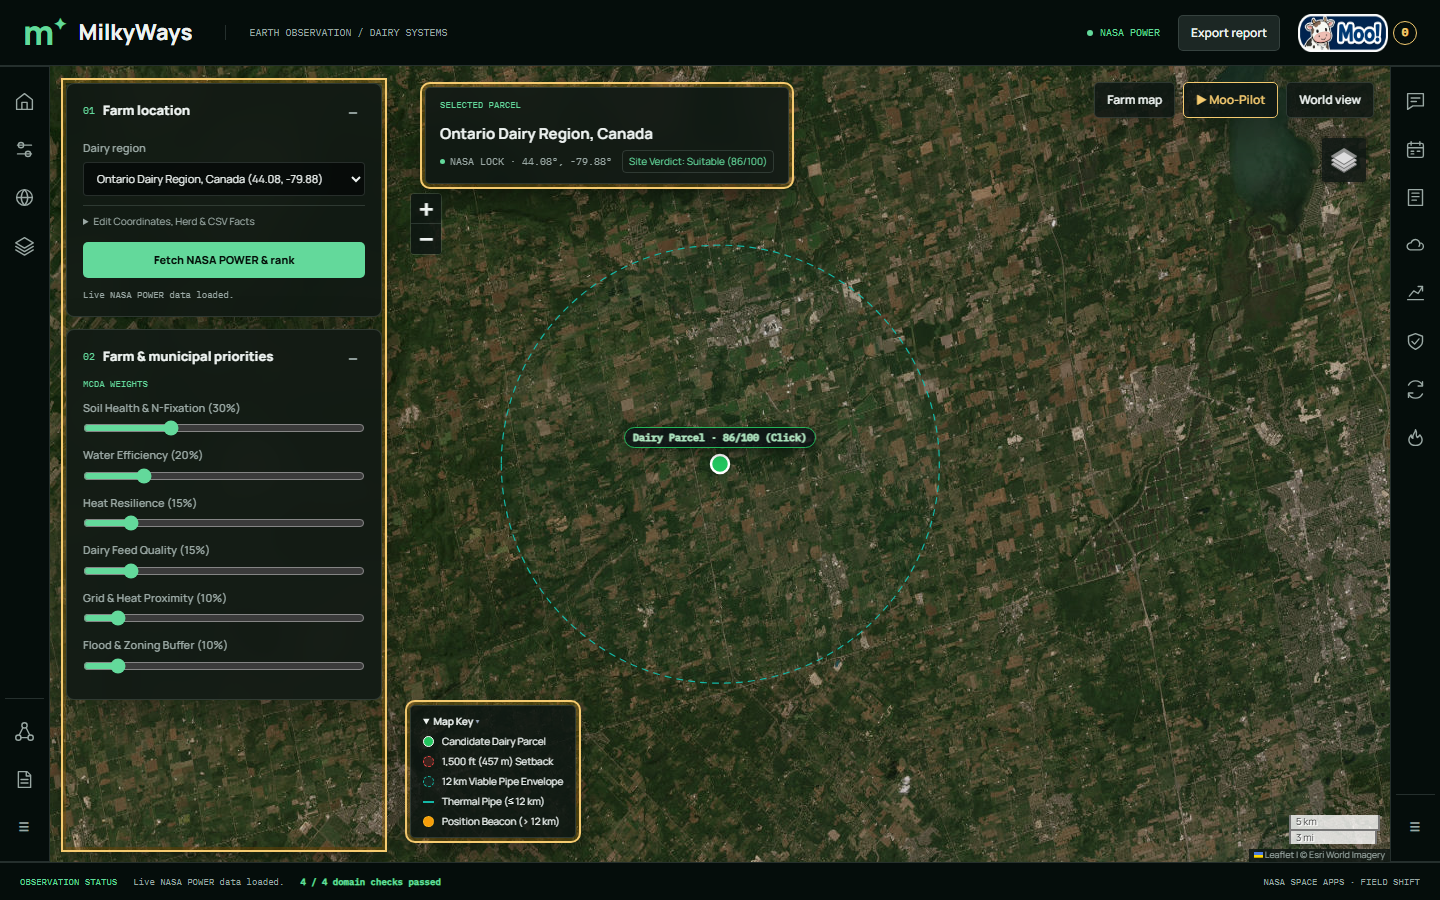 m MilkyWays
EARTH OBSERVATION / DAIRY SYSTEMS
NASA POWER
Export report
Moo!
0
01 Farm location
Dairy region
Ontario Dairy Region, Canada (44.08, -79.88)
Edit Coordinates, Herd & CSV Facts
Fetch NASA POWER & rank
Live NASA POWER data loaded.
02 Farm & municipal priorities
MCDA WEIGHTS
Soil Health & N-Fixation (30%)
Water Efficiency (20%)
Heat Resilience (15%)
Dairy Feed Quality (15%)
Grid & Heat Proximity (10%)
Flood & Zoning Buffer (10%)
SELECTED PARCEL
Ontario Dairy Region, Canada
NASA LOCK · 44.08°, -79.88°
Site Verdict: Suitable (86/100)
+
−
Farm map
▶ Moo-Pilot
World view
Dairy Parcel · 86/100 (Click)
▼ Map Key
Candidate Dairy Parcel
1,500 ft (457 m) Setback
12 km Viable Pipe Envelope
Thermal Pipe (≤ 12 km)
Position Beacon (> 12 km)
5 km
3 mi
Leaflet | © Esri World Imagery
OBSERVATION STATUS
Live NASA POWER data loaded.
4 / 4 domain checks passed
NASA SPACE APPS · FIELD SHIFT